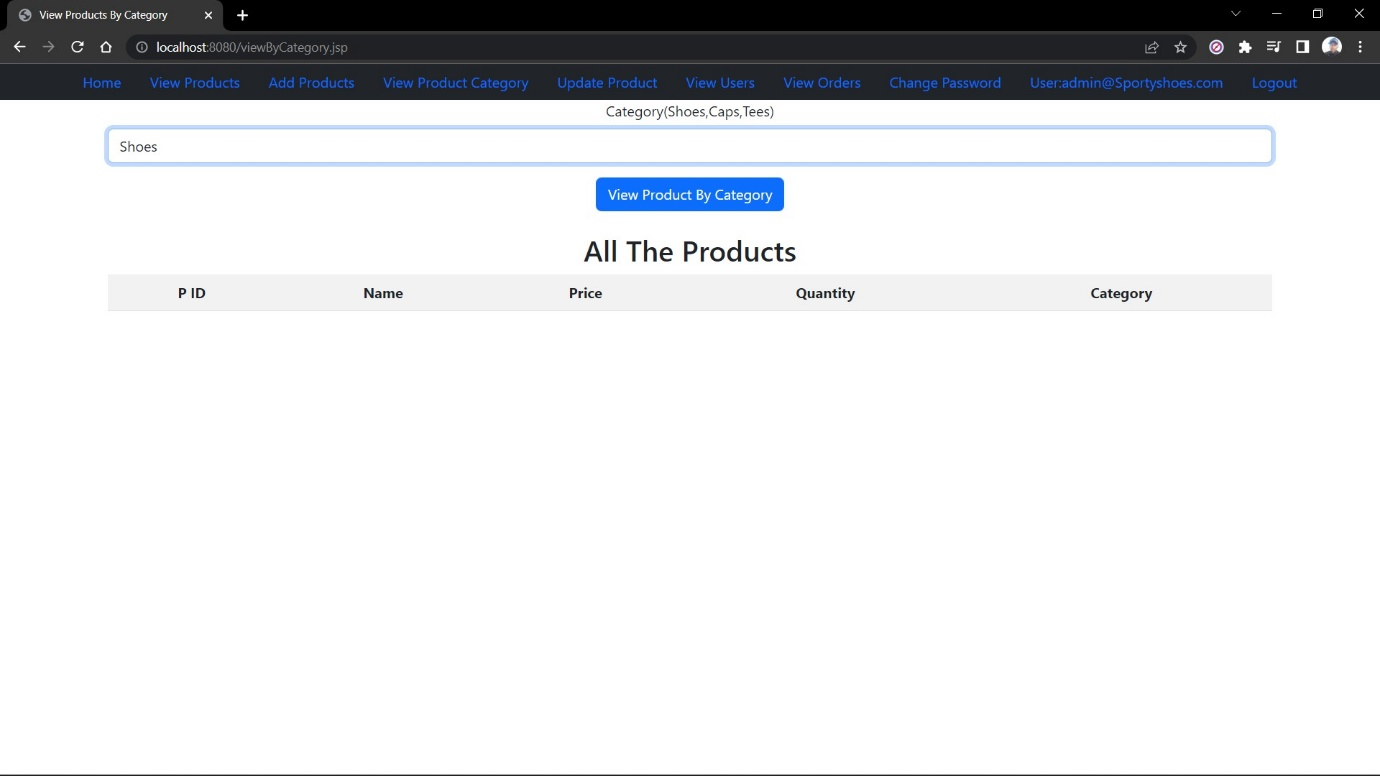 View Products By Category
localhost:8080/viewByCategory.jsp
Home View Products Add Products View Product Category Update Product View Users View Orders Change Password User:admin@Sportyshoes.com Logout
Category(Shoes,Caps,Tees)
Shoes
View Product By Category
All The Products
P ID Name Price Quantity Category